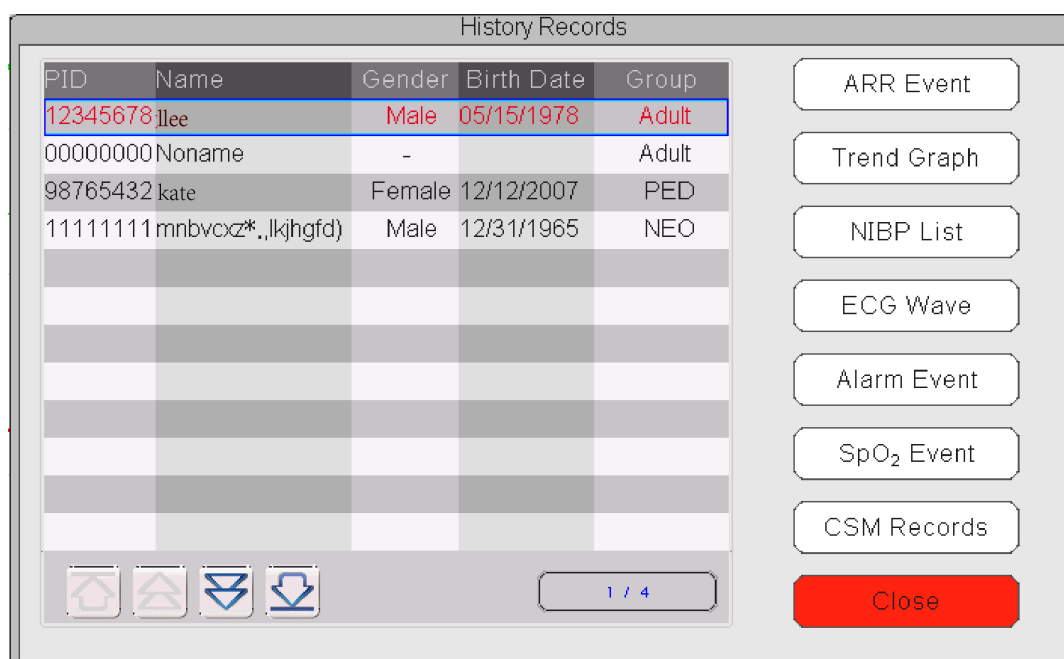 History Records
PID Name Gender Birth Date Group
12345678 llee Male 05/15/1978 Adult
00000000 Noname - Adult
98765432 kate Female 12/12/2007 PED
11111111 mnbvcxz*.,lkjhgfd) Male 12/31/1965 NEO
1 / 4
ARR Event
Trend Graph
NIBP List
ECG Wave
Alarm Event
SpO₂ Event
CSM Records
Close